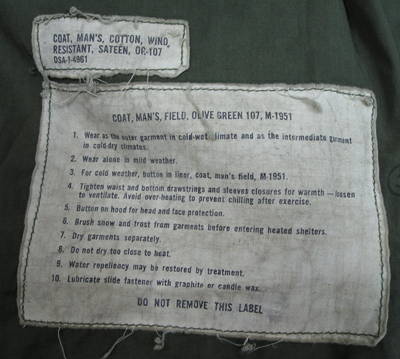 COAT, MAN'S, COTTON, WIND,
RESISTANT, SATEEN, OG-107
DSA-1-4961
COAT, MAN'S, FIELD, OLIVE GREEN 107, M-1951
1. Wear as the outer garment in cold-wet limate and as the intermediate garment
in cold-dry climates.
2. Wear alone in mild weather.
3. For cold weather, button in liner, coat, man's field, M-1951.
4. Tighten waist and bottom drawstrings and sleeves closures for warmth — loosen
to ventilate. Avoid over-heating to prevent chilling after exercise.
5. Button on hood for head and face protection.
6. Brush snow and frost from garments before entering heated shelters.
7. Dry garments separately.
8. Do not dry too close to heat.
9. Water repellency may be restored by treatment.
10. Lubricate slide fastener with graphite or candle wax.
DO NOT REMOVE THIS LABEL